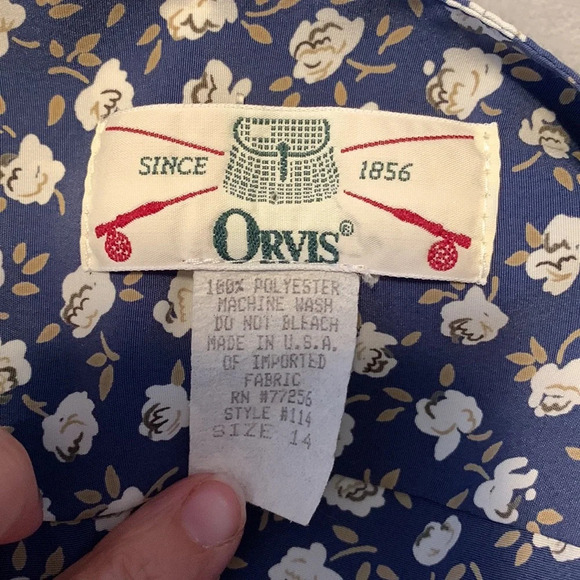 SINCE 1856
ORVIS®
100% POLYESTER
MACHINE WASH
DO NOT BLEACH
MADE IN U.S.A.
OF IMPORTED
FABRIC
RN #77256
STYLE #114
SIZE 14